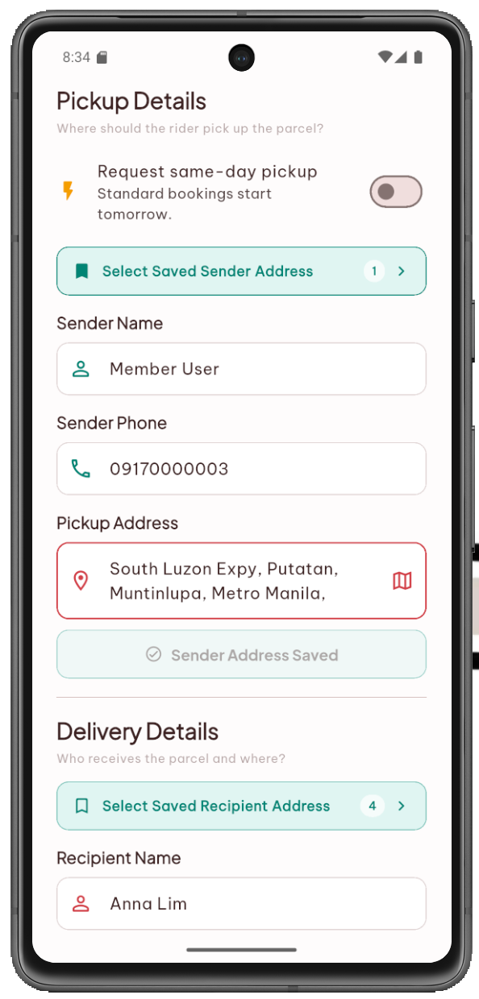 8:34
Pickup Details
Where should the rider pick up the parcel?
Request same-day pickup
Standard bookings start
tomorrow.
Select Saved Sender Address 1
Sender Name
Member User
Sender Phone
09170000003
Pickup Address
South Luzon Expy, Putatan,
Muntinlupa, Metro Manila,
Sender Address Saved
Delivery Details
Who receives the parcel and where?
Select Saved Recipient Address 4
Recipient Name
Anna Lim